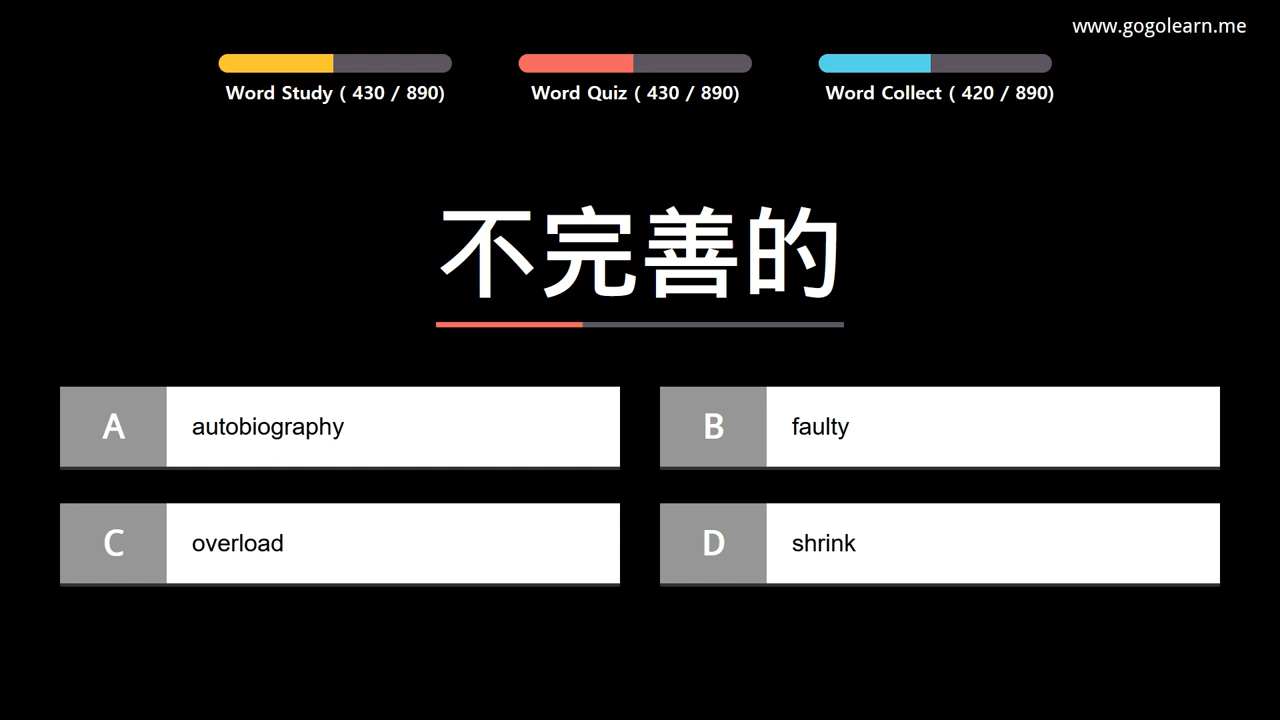 www.gogolearn.me
Word Study ( 430 / 890)
Word Quiz ( 430 / 890)
Word Collect ( 420 / 890)
不完善的
A autobiography
B faulty
C overload
D shrink